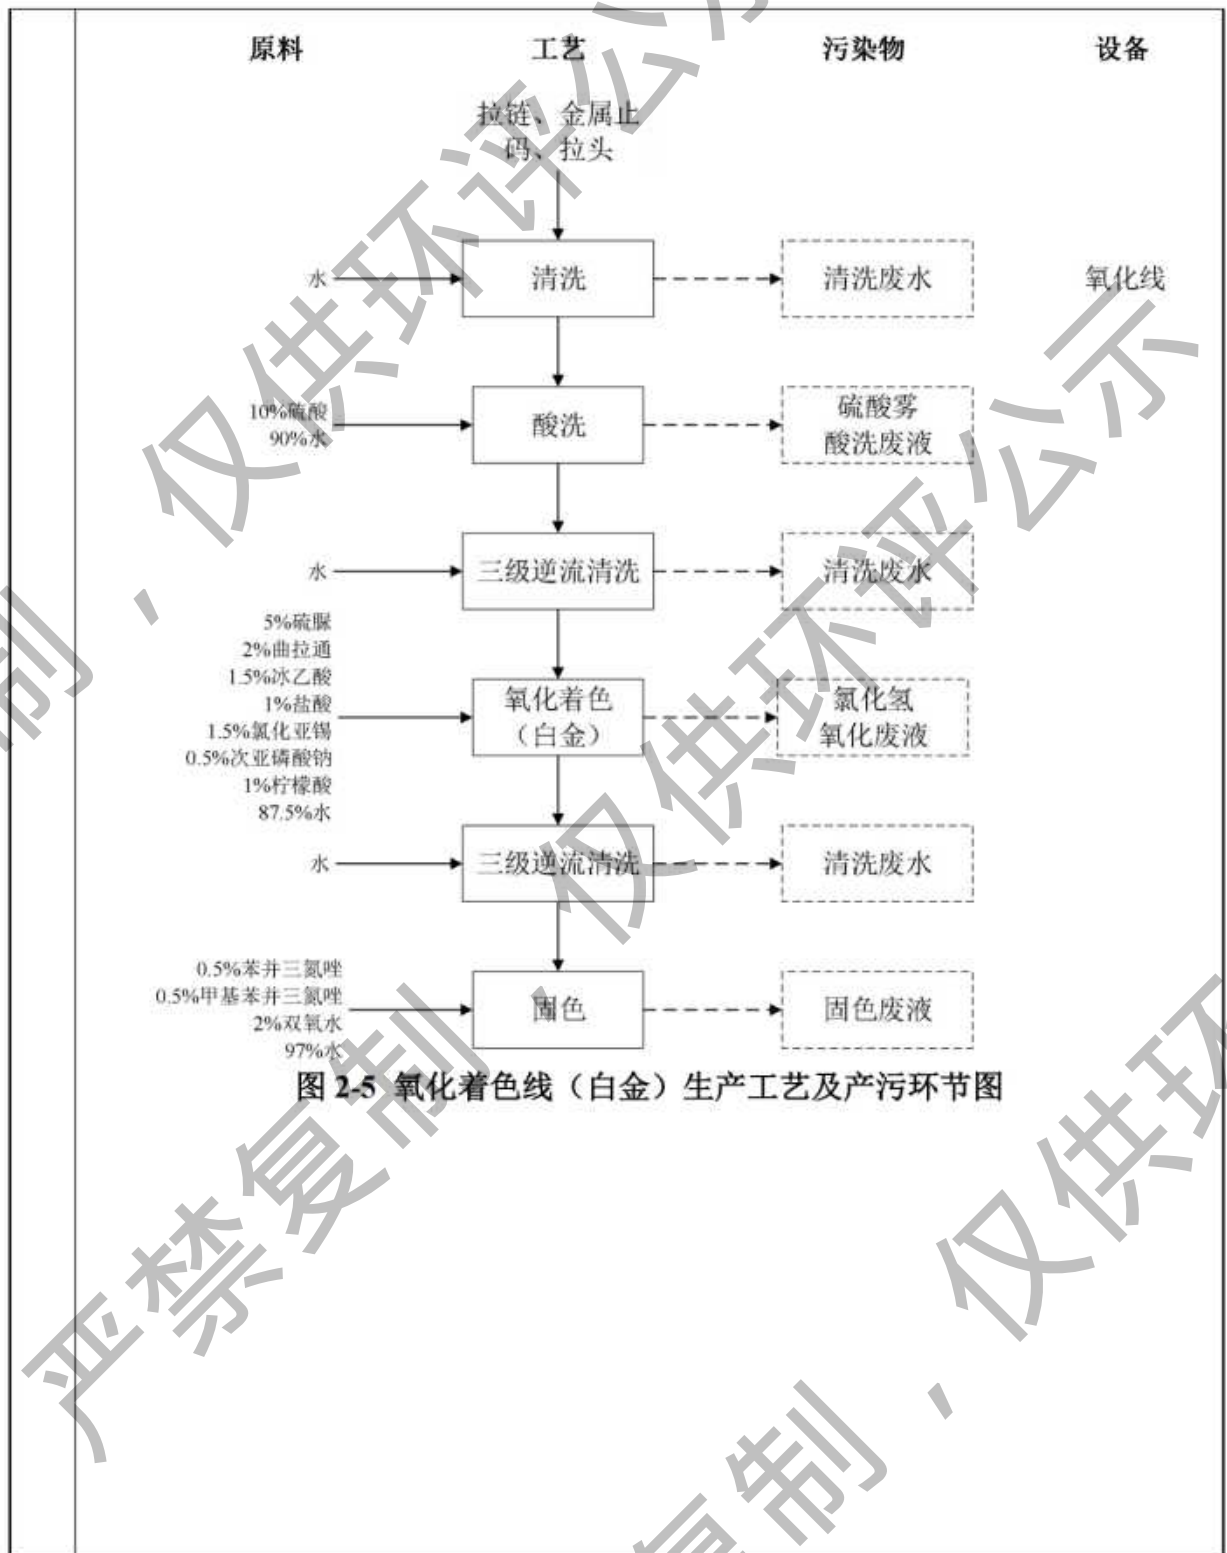 原料 工艺 污染物 设备
拉链、金属止
码、拉头
水 清洗 清洗废水 氧化线
10%硫酸
90%水
酸洗
硫酸雾
酸洗废液
水 三级逆流清洗 清洗废水
5%硫脲
2%曲拉通
1.5%冰乙酸
1%盐酸
1.5%氯化亚锡
0.5%次亚磷酸钠
1%柠檬酸
87.5%水
氧化着色
（白金）
氯化氢
氧化废液
水 三级逆流清洗 清洗废水
0.5%苯并三氮唑
0.5%甲基苯并三氮唑
2%双氧水
97%水
固色 固色废液
图 2-5 氧化着色线（白金）生产工艺及产污环节图
制，仅供环评公示
严禁复制，仅供环评公示
复制，仅供环